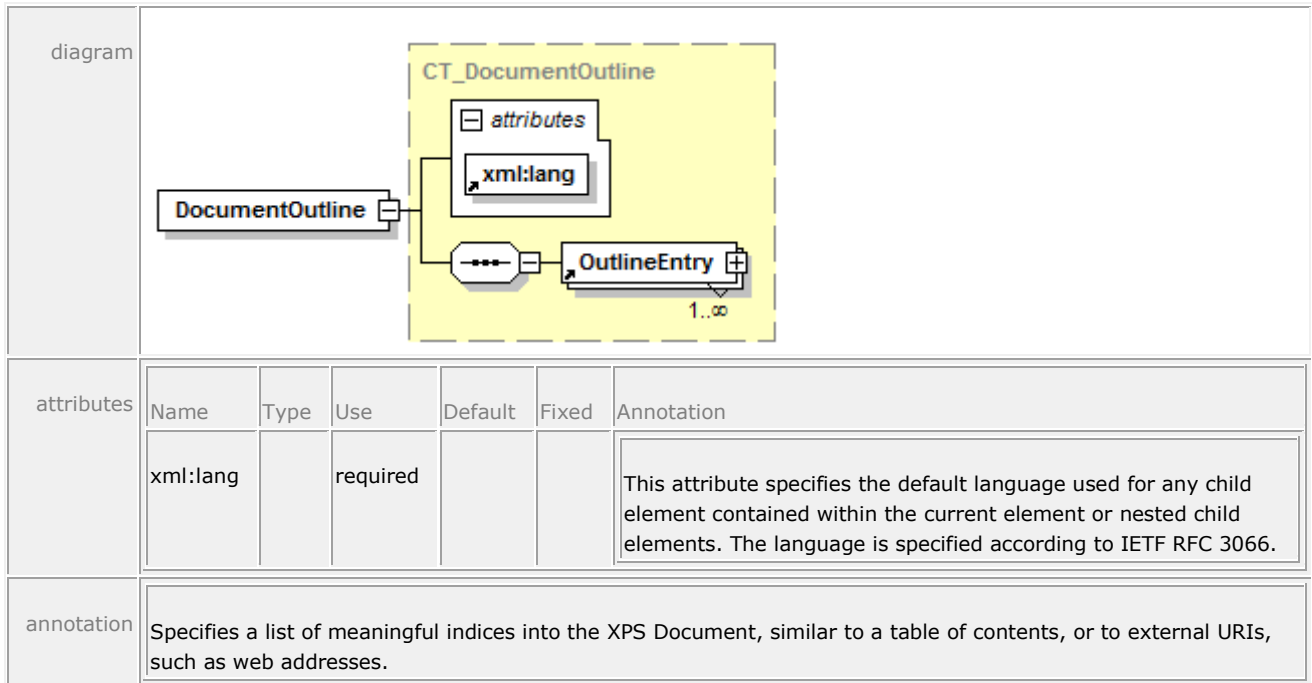 diagram
CT_DocumentOutline
attributes
xml:lang
DocumentOutline
OutlineEntry
1..∞
attributes
Name Type Use Default Fixed Annotation
xml:lang required
This attribute specifies the default language used for any child
element contained within the current element or nested child
elements. The language is specified according to IETF RFC 3066.
annotation
Specifies a list of meaningful indices into the XPS Document, similar to a table of contents, or to external URIs,
such as web addresses.